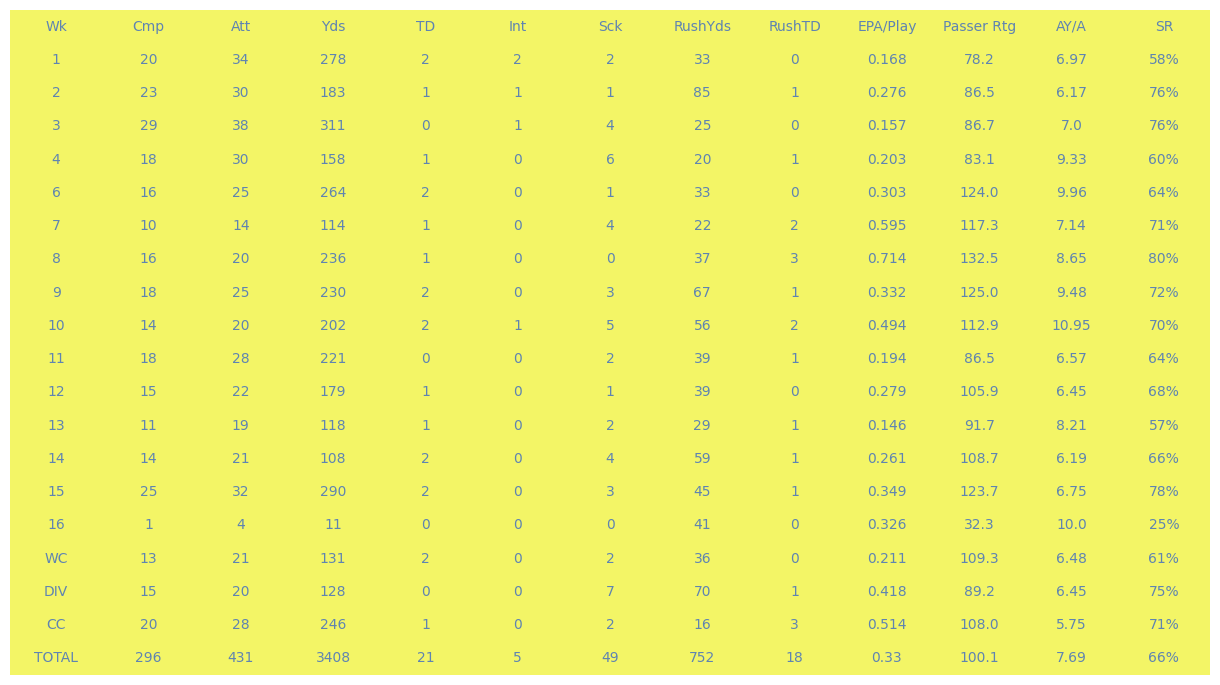 Wk Cmp Att Yds TD Int Sck RushYds RushTD EPA/Play Passer Rtg AY/A SR
1 20 34 278 2 2 2 33 0 0.168 78.2 6.97 58%
2 23 30 183 1 1 1 85 1 0.276 86.5 6.17 76%
3 29 38 311 0 1 4 25 0 0.157 86.7 7.0 76%
4 18 30 158 1 0 6 20 1 0.203 83.1 9.33 60%
6 16 25 264 2 0 1 33 0 0.303 124.0 9.96 64%
7 10 14 114 1 0 4 22 2 0.595 117.3 7.14 71%
8 16 20 236 1 0 0 37 3 0.714 132.5 8.65 80%
9 18 25 230 2 0 3 67 1 0.332 125.0 9.48 72%
10 14 20 202 2 1 5 56 2 0.494 112.9 10.95 70%
11 18 28 221 0 0 2 39 1 0.194 86.5 6.57 64%
12 15 22 179 1 0 1 39 0 0.279 105.9 6.45 68%
13 11 19 118 1 0 2 29 1 0.146 91.7 8.21 57%
14 14 21 108 2 0 4 59 1 0.261 108.7 6.19 66%
15 25 32 290 2 0 3 45 1 0.349 123.7 6.75 78%
16 1 4 11 0 0 0 41 0 0.326 32.3 10.0 25%
WC 13 21 131 2 0 2 36 0 0.211 109.3 6.48 61%
DIV 15 20 128 0 0 7 70 1 0.418 89.2 6.45 75%
CC 20 28 246 1 0 2 16 3 0.514 108.0 5.75 71%
TOTAL 296 431 3408 21 5 49 752 18 0.33 100.1 7.69 66%